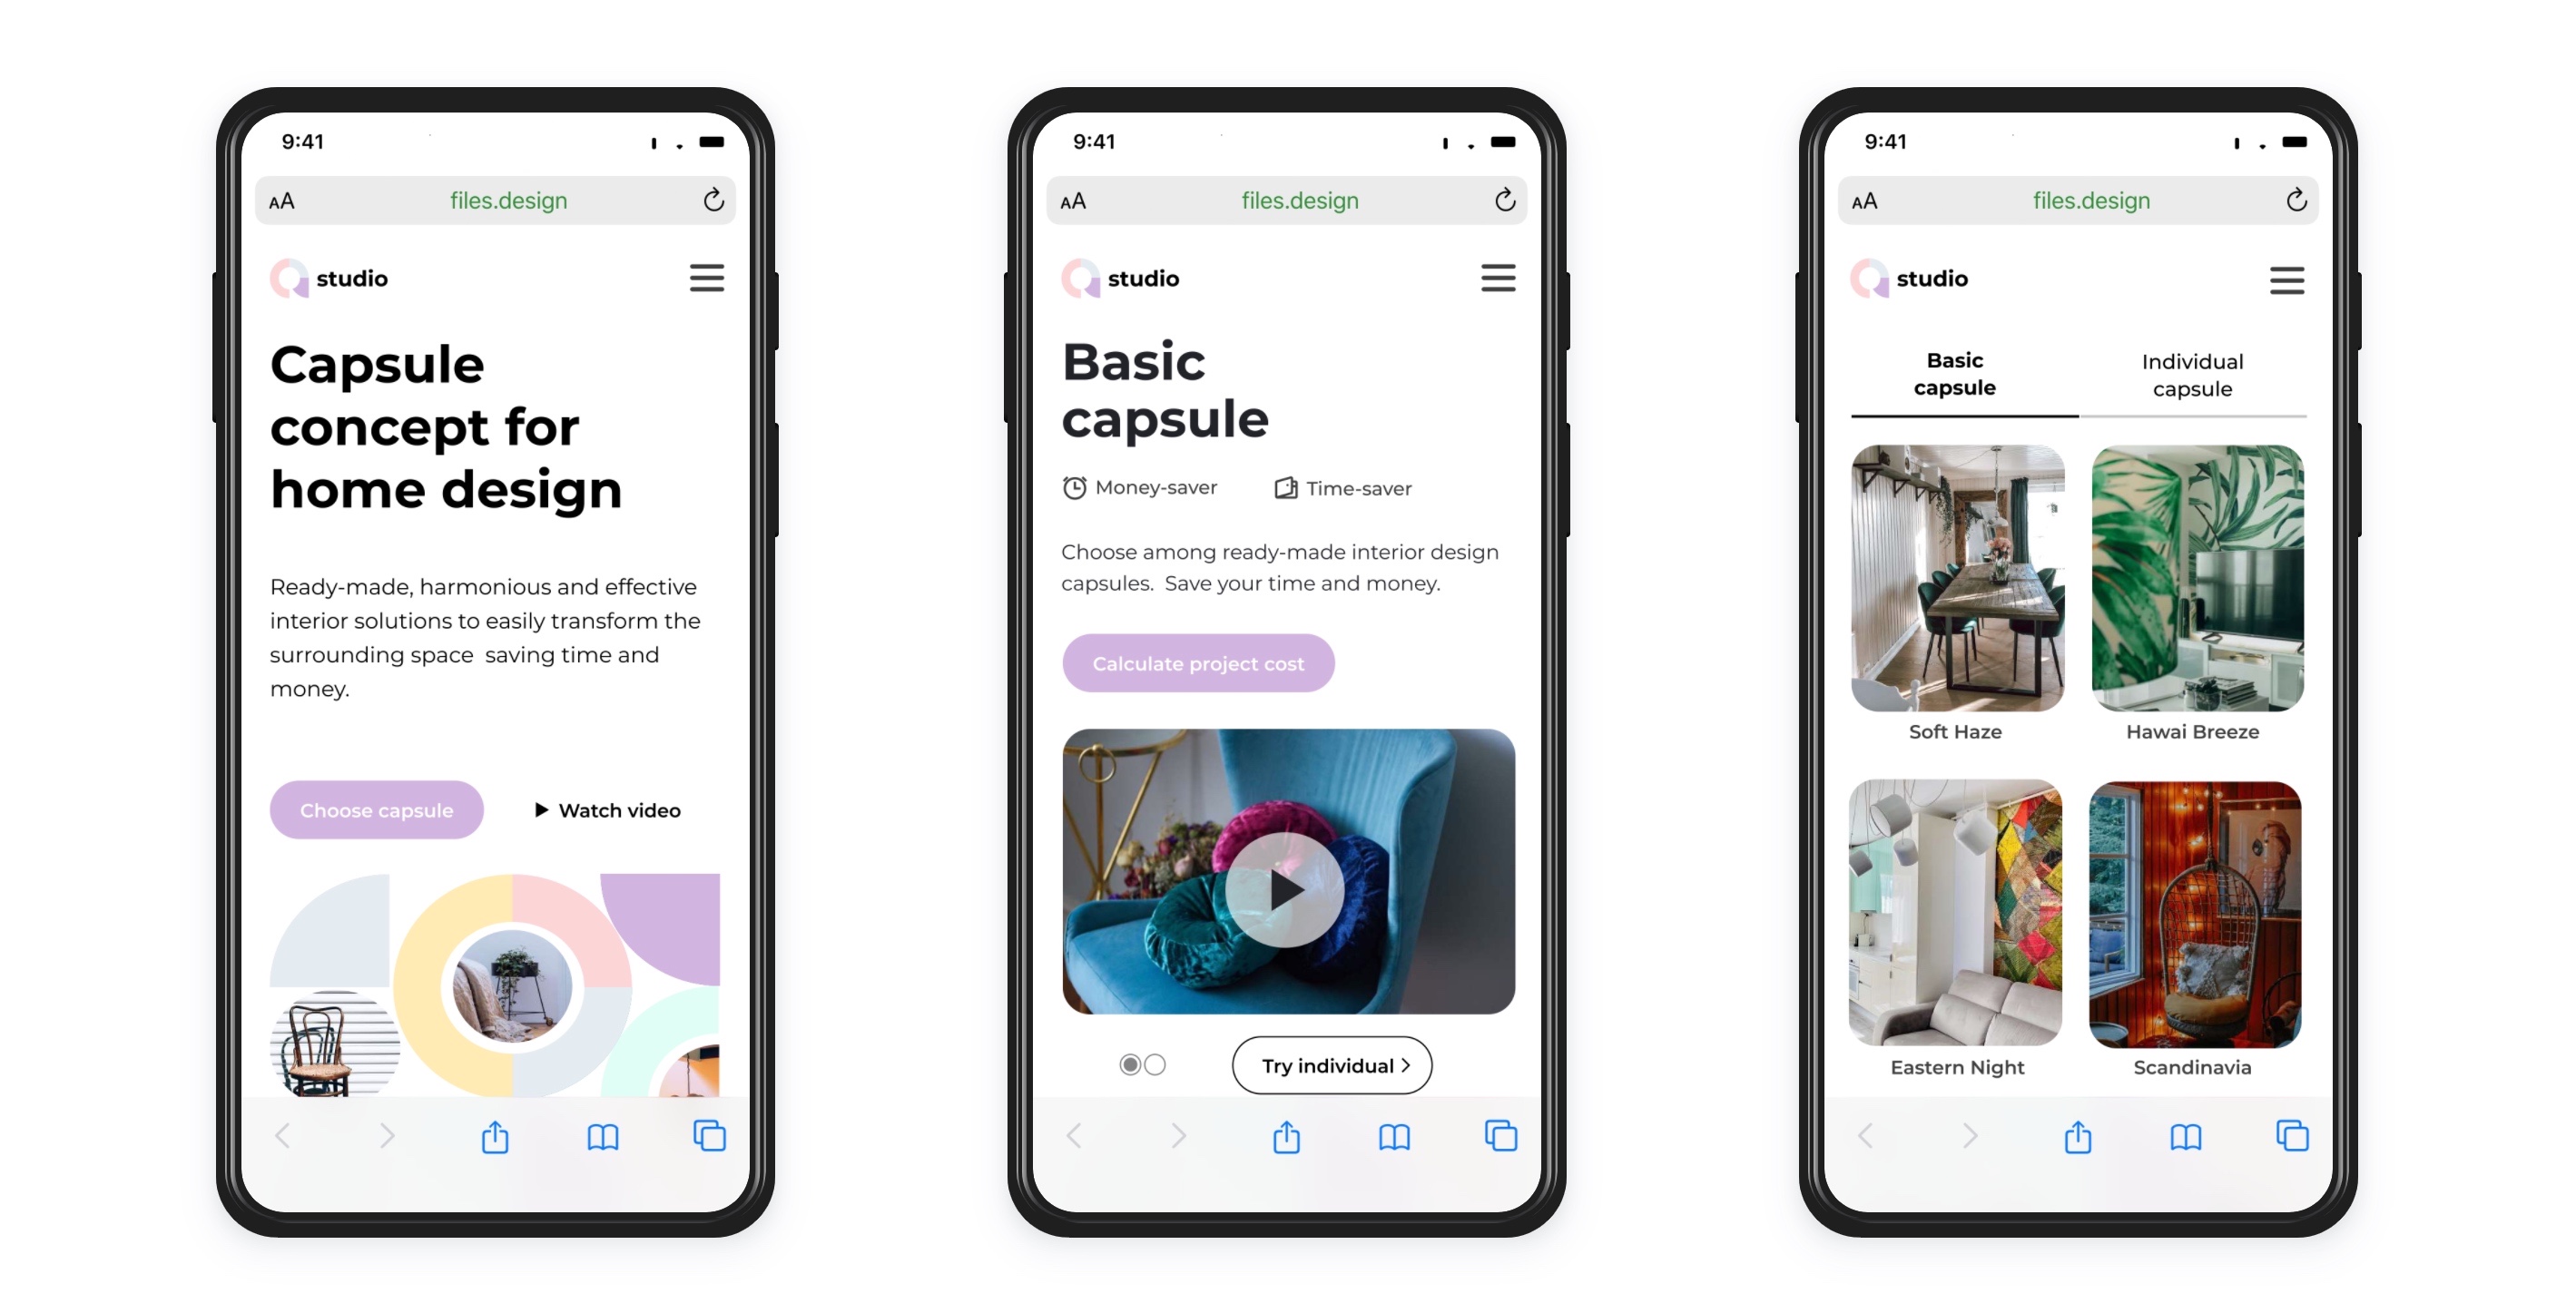 9:41
AA files.design
studio
Capsule
concept for
home design
Ready-made, harmonious and effective
interior solutions to easily transform the
surrounding space  saving time and
money.
Choose capsule
Watch video
9:41
AA files.design
studio
Basic
capsule
Money-saver
Time-saver
Choose among ready-made interior design
capsules.  Save your time and money.
Calculate project cost
Try individual
9:41
AA files.design
studio
Basic
capsule
Individual
capsule
Soft Haze
Hawai Breeze
Eastern Night
Scandinavia